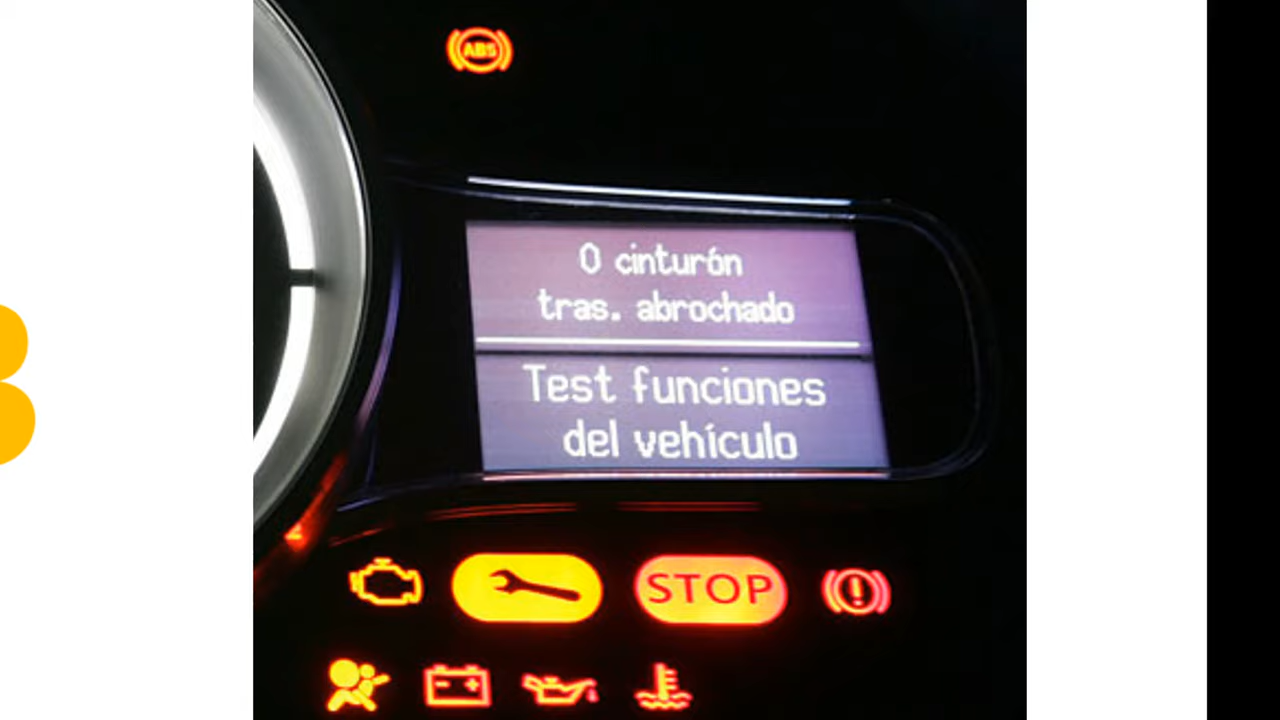 ABS
0 cinturón
tras. abrochado
Test funciones
del vehículo
STOP